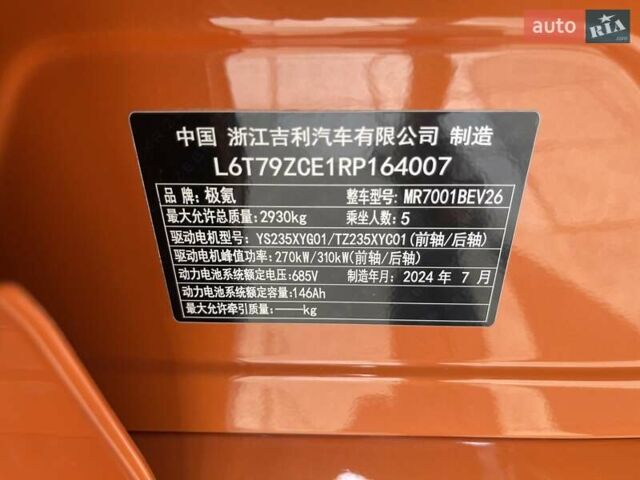 auto RIA.com
中国 浙江吉利汽车有限公司 制造
L6T79ZCE1RP164007
品牌:极氪 整车型号:MR7001BEV26
最大允许总质量:2930kg 乘坐人数:5
驱动电机型号:YS235XYG01/TZ235XYC01(前轴/后轴)
驱动电机峰值功率:270kW/310kW(前轴/后轴)
动力电池系统额定电压:685V 制造年月:2024年7月
动力电池系统额定容量:146Ah
最大允许牵引质量:——kg